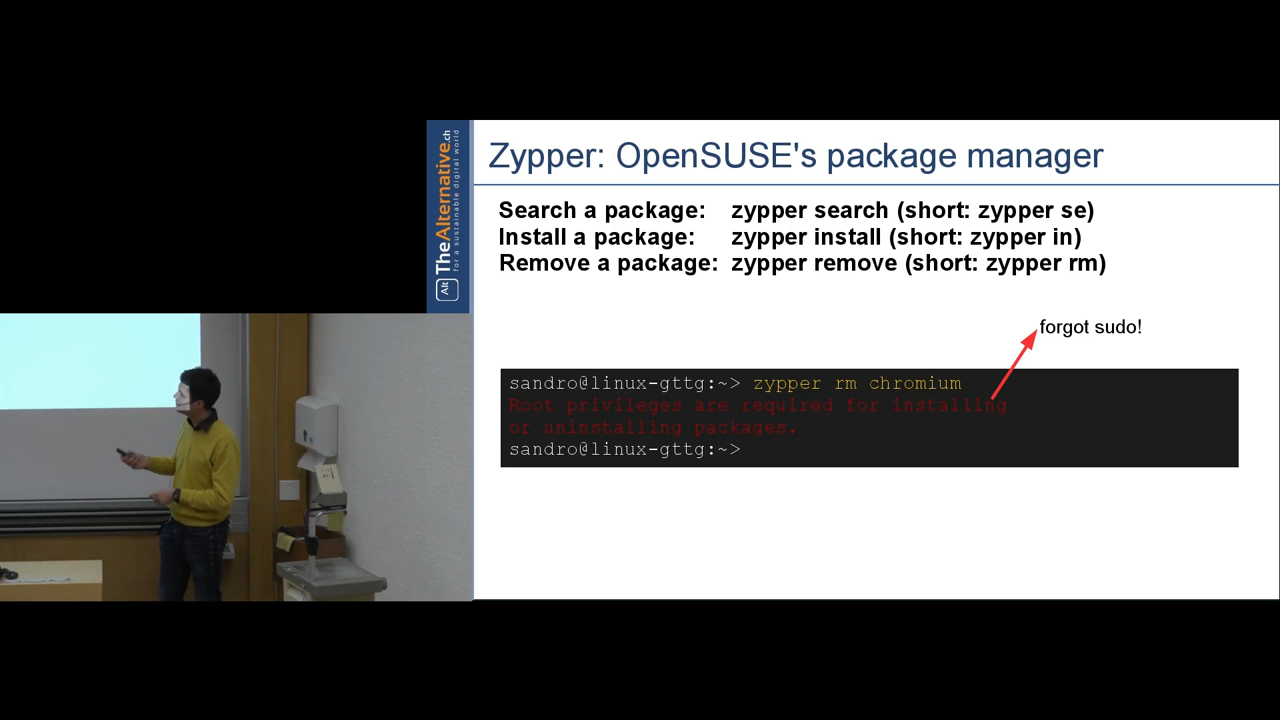 Alt TheAlternative.ch
for a sustainable digital world
Zypper: OpenSUSE's package manager
Search a package: zypper search (short: zypper se)
Install a package: zypper install (short: zypper in)
Remove a package: zypper remove (short: zypper rm)
forgot sudo!
sandro@linux-gttg:~> zypper rm chromium
Root privileges are required for installing
or uninstalling packages.
sandro@linux-gttg:~>